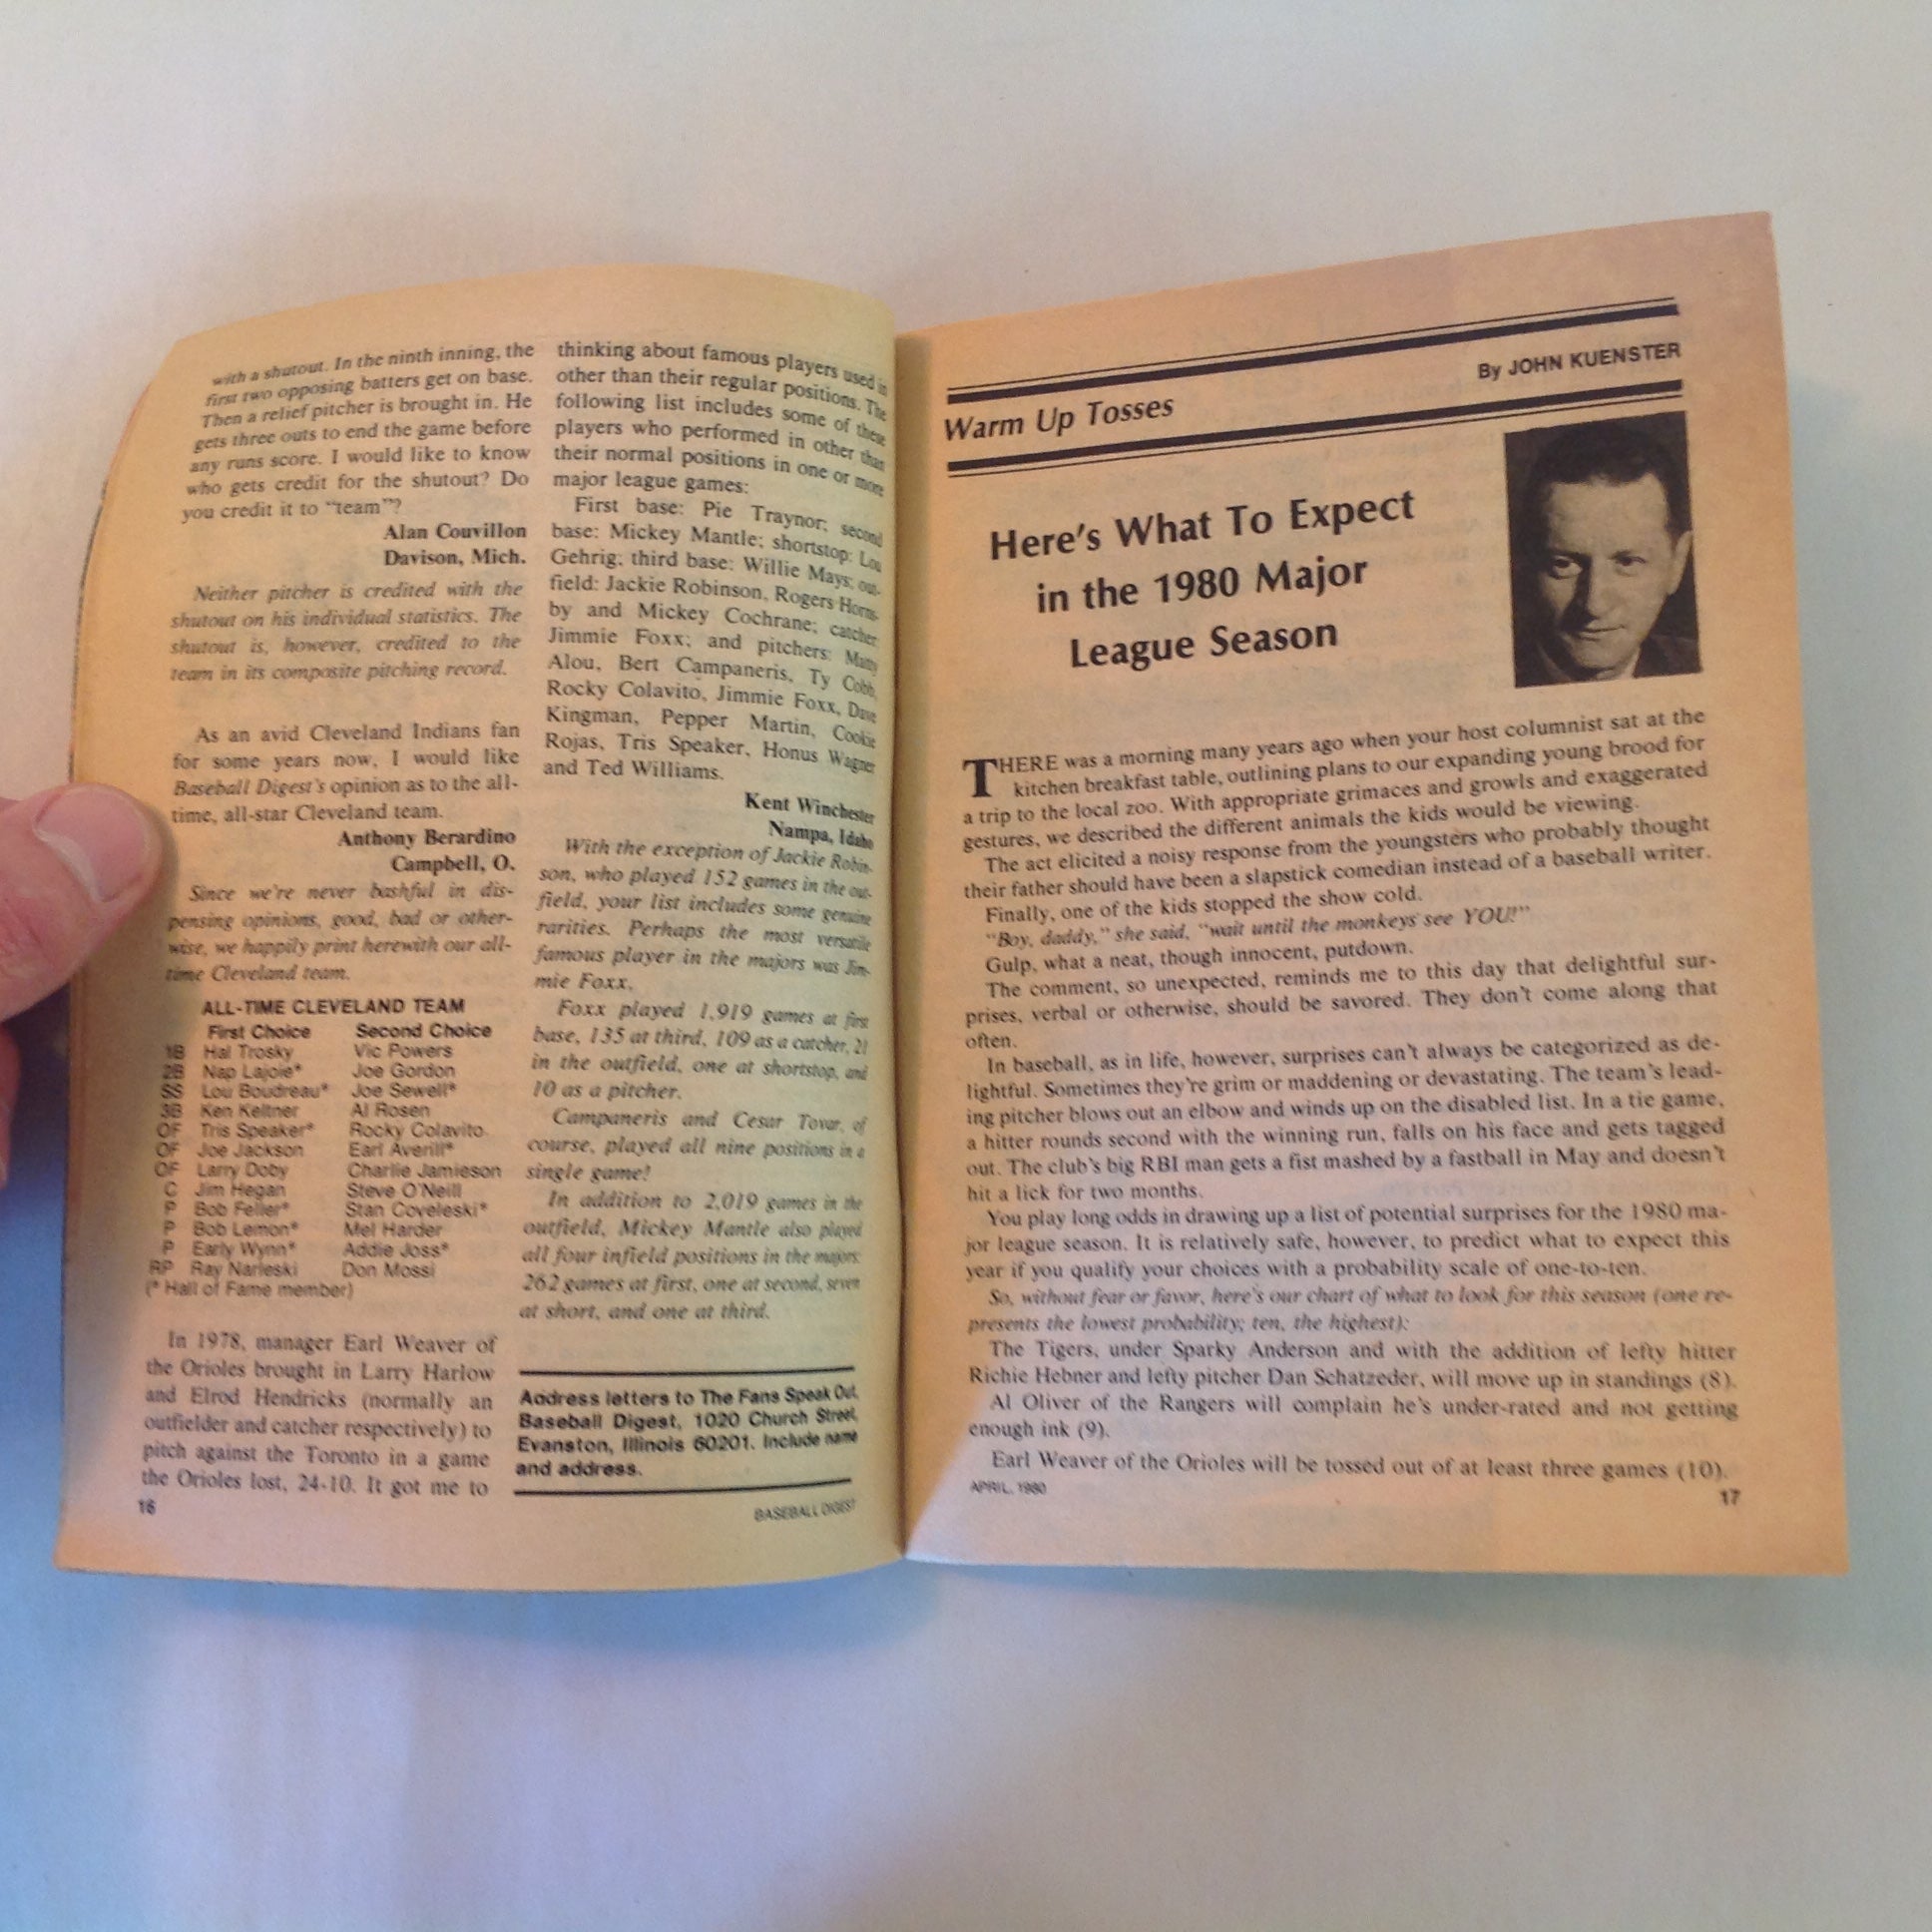 with a shutout. In the ninth inning, the
first two opposing batters get on base.
Then a relief pitcher is brought in. He
gets three outs to end the game before
any runs score. I would like to know
who gets credit for the shutout? Do
you credit it to "team"?
Alan Couvillon
Davison, Mich.
Neither pitcher is credited with the
shutout on his individual statistics. The
shutout is, however, credited to the
team in its composite pitching record.
As an avid Cleveland Indians fan
for some years now, I would like
Baseball Digest's opinion as to the all-
time, all-star Cleveland team.
Anthony Berardino
Campbell, O.
Since we're never bashful in dis-
pensing opinions, good, bad or other-
wise, we happily print herewith our all-
time Cleveland team.
ALL-TIME CLEVELAND TEAM
First Choice Second Choice
1B Hal Trosky Vic Powers
2B Nap Lajoie* Joe Gordon
SS Lou Boudreau* Joe Sewell*
3B Ken Keltner Al Rosen
OF Tris Speaker* Rocky Colavito
OF Joe Jackson Earl Averill*
OF Larry Doby Charlie Jamieson
C Jim Hegan Steve O'Neill
P Bob Feller* Stan Coveleski*
P Bob Lemon* Mel Harder
P Early Wynn* Addie Joss*
RP Ray Narleski Don Mossi
(* Hall of Fame member)
In 1978, manager Earl Weaver of
the Orioles brought in Larry Harlow
and Elrod Hendricks (normally an
outfielder and catcher respectively) to
pitch against the Toronto in a game
the Orioles lost, 24-10. It got me to
16
thinking about famous players used in
other than their regular positions. The
following list includes some of these
players who performed in other than
their normal positions in one or more
major league games:
First base: Pie Traynor; second
base: Mickey Mantle; shortstop: Lou
Gehrig; third base: Willie Mays; out-
field: Jackie Robinson, Rogers Horns-
by and Mickey Cochrane; catcher:
Jimmie Foxx; and pitchers: Matty
Alou, Bert Campaneris, Ty Cobb,
Rocky Colavito, Jimmie Foxx, Dave
Kingman, Pepper Martin, Cookie
Rojas, Tris Speaker, Honus Wagner
and Ted Williams.
Kent Winchester
Nampa, Idaho
With the exception of Jackie Robin-
son, who played 152 games in the out-
field, your list includes some genuine
rarities. Perhaps the most versatile
famous player in the majors was Jim-
mie Foxx.
Foxx played 1,919 games at first
base, 135 at third, 109 as a catcher, 21
in the outfield, one at shortstop, and
10 as a pitcher.
Campaneris and Cesar Tovar, of
course, played all nine positions in a
single game!
In addition to 2,019 games in the
outfield, Mickey Mantle also played
all four infield positions in the majors:
262 games at first, one at second, seven
at short, and one at third.
Address letters to The Fans Speak Out,
Baseball Digest, 1020 Church Street,
Evanston, Illinois 60201. Include name
and address.
BASEBALL DIGEST
By JOHN KUENSTER
Warm Up Tosses
Here's What To Expect
in the 1980 Major
League Season
THERE was a morning many years ago when your host columnist sat at the
kitchen breakfast table, outlining plans to our expanding young brood for
a trip to the local zoo. With appropriate grimaces and growls and exaggerated
gestures, we described the different animals the kids would be viewing.
The act elicited a noisy response from the youngsters who probably thought
their father should have been a slapstick comedian instead of a baseball writer.
Finally, one of the kids stopped the show cold.
"Boy, daddy," she said, "wait until the monkeys see YOU!"
Gulp, what a neat, though innocent, putdown.
The comment, so unexpected, reminds me to this day that delightful sur-
prises, verbal or otherwise, should be savored. They don't come along that
often.
In baseball, as in life, however, surprises can't always be categorized as de-
lightful. Sometimes they're grim or maddening or devastating. The team's lead-
ing pitcher blows out an elbow and winds up on the disabled list. In a tie game,
a hitter rounds second with the winning run, falls on his face and gets tagged
out. The club's big RBI man gets a fist mashed by a fastball in May and doesn't
hit a lick for two months.
You play long odds in drawing up a list of potential surprises for the 1980 ma-
jor league season. It is relatively safe, however, to predict what to expect this
year if you qualify your choices with a probability scale of one-to-ten.
So, without fear or favor, here's our chart of what to look for this season (one re-
presents the lowest probability; ten, the highest):
The Tigers, under Sparky Anderson and with the addition of lefty hitter
Richie Hebner and lefty pitcher Dan Schatzeder, will move up in standings (8).
Al Oliver of the Rangers will complain he's under-rated and not getting
enough ink (9).
Earl Weaver of the Orioles will be tossed out of at least three games (10).
APRIL, 1980
17